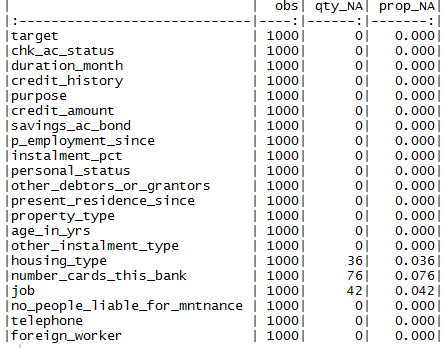 |                              |  obs| qty_NA| prop_NA|
|:-----------------------------|----:|------:|-------:|
|target                        | 1000|      0|   0.000|
|chk_ac_status                 | 1000|      0|   0.000|
|duration_month                | 1000|      0|   0.000|
|credit_history                | 1000|      0|   0.000|
|purpose                       | 1000|      0|   0.000|
|credit_amount                 | 1000|      0|   0.000|
|savings_ac_bond               | 1000|      0|   0.000|
|p_employment_since            | 1000|      0|   0.000|
|instalment_pct                | 1000|      0|   0.000|
|personal_status               | 1000|      0|   0.000|
|other_debtors_or_grantors     | 1000|      0|   0.000|
|present_residence_since       | 1000|      0|   0.000|
|property_type                 | 1000|      0|   0.000|
|age_in_yrs                    | 1000|      0|   0.000|
|other_instalment_type         | 1000|      0|   0.000|
|housing_type                  | 1000|     36|   0.036|
|number_cards_this_bank        | 1000|     76|   0.076|
|job                           | 1000|     42|   0.042|
|no_people_liable_for_mntnance | 1000|      0|   0.000|
|telephone                     | 1000|      0|   0.000|
|foreign_worker                | 1000|      0|   0.000|